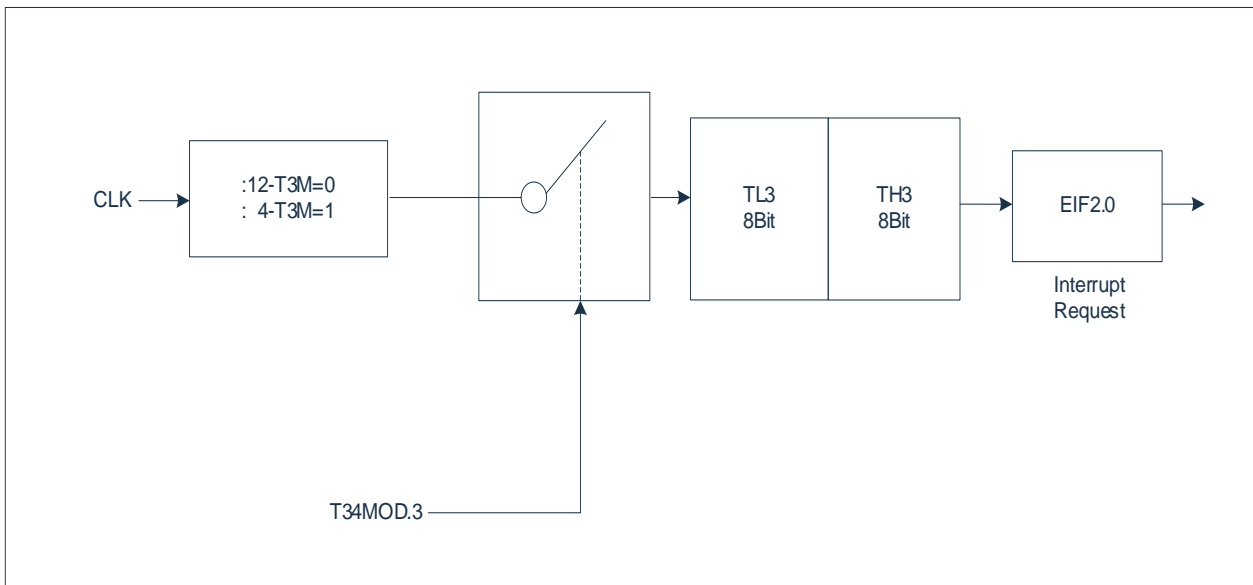 CLK
:12-T3M=0
: 4-T3M=1
TL3
8Bit
TH3
8Bit
EIF2.0
Interrupt
Request
T34MOD.3